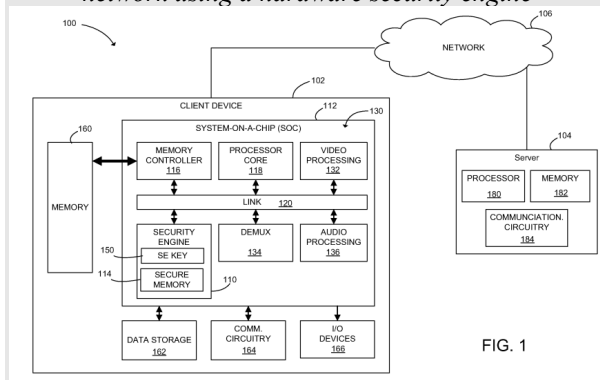 network using a hardware security engine
100
106
NETWORK
102
CLIENT DEVICE
112
130
SYSTEM-ON-A-CHIP (SOC)
160
MEMORY
MEMORY
CONTROLLER
116
PROCESSOR
CORE
118
VIDEO
PROCESSING
132
LINK 120
SECURITY
ENGINE
150
SE KEY
114
SECURE
MEMORY
110
DEMUX
134
AUDIO
PROCESSING
136
DATA STORAGE
162
COMM.
CIRCUITRY
164
I/O
DEVICES
166
104
Server
PROCESSOR
180
MEMORY
182
COMMUNCIATION.
CIRCUITRY
184
FIG. 1